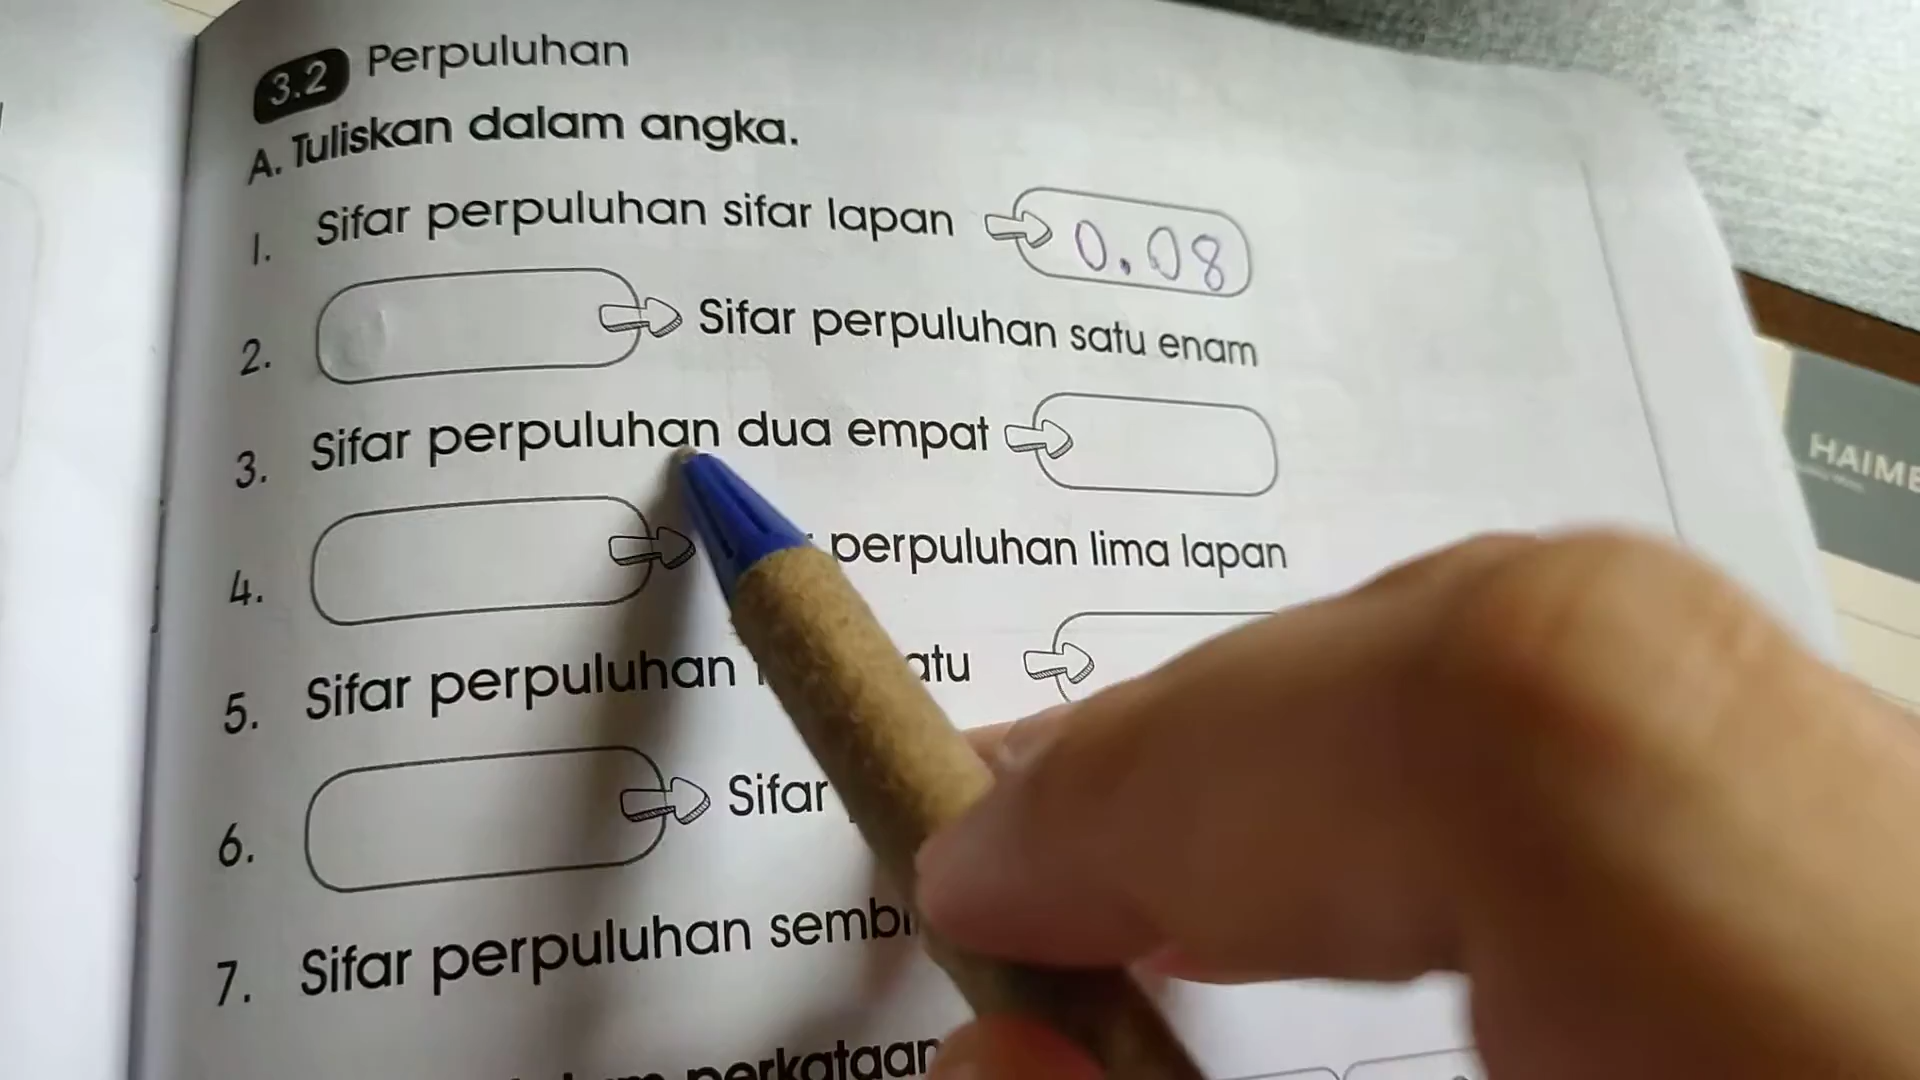 3.2 Perpuluhan
A. Tuliskan dalam angka.
1. Sifar perpuluhan sifar lapan 0.08
2. Sifar perpuluhan satu enam
3. Sifar perpuluhan dua empat
4. perpuluhan lima lapan
5. Sifar perpuluhan
6. Sifar
7. Sifar perpuluhan
HAIME